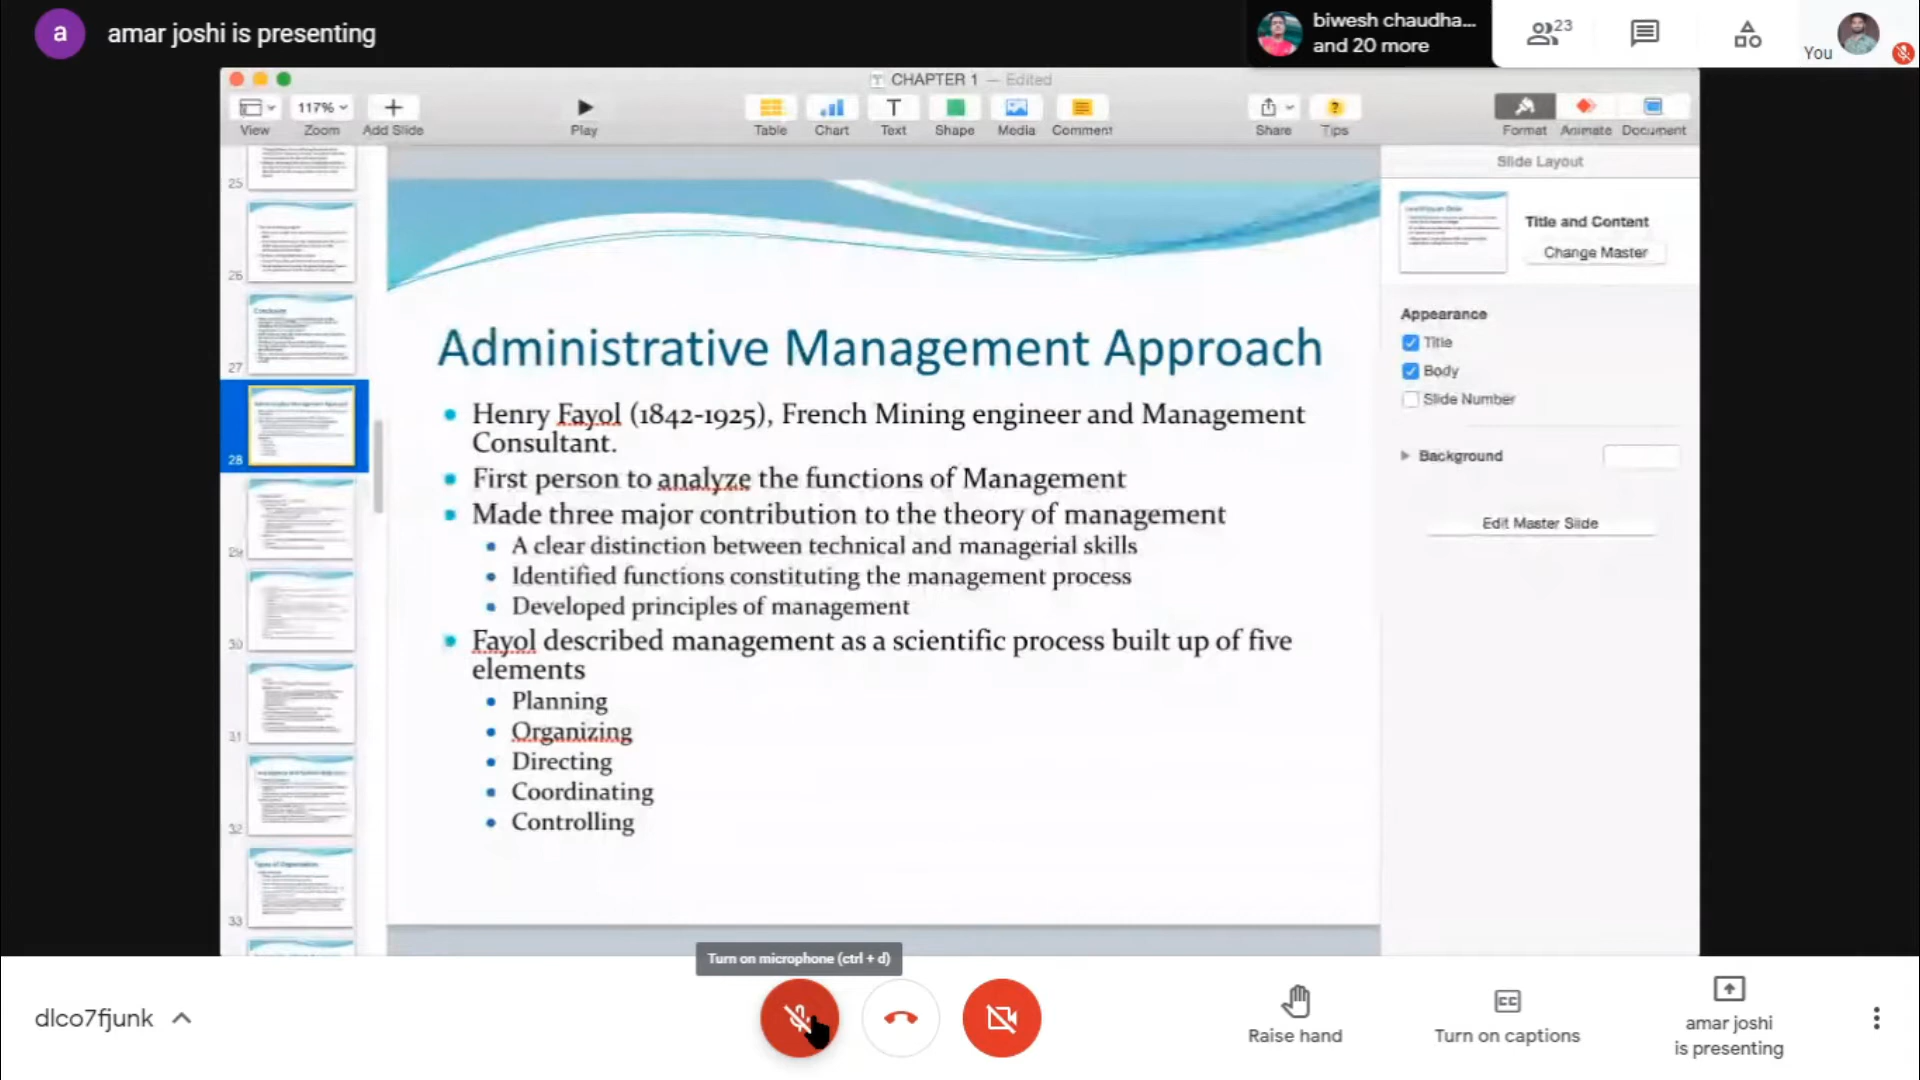 a
amar joshi is presenting
biwesh chaudha...
and 20 more
23
You
CHAPTER 1 — Edited
117%
View
Zoom
Add Slide
Play
Table
Chart
Text
Shape
Media
Comment
Share
Tips
Format
Animate
Document
Slide Layout
Title and Content
Change Master
Appearance
Title
Body
Slide Number
Background
Edit Master Slide
25
26
27
28
29
30
31
32
33
Administrative Management Approach
Henry Fayol (1842-1925), French Mining engineer and Management
Consultant.
First person to analyze the functions of Management
Made three major contribution to the theory of management
A clear distinction between technical and managerial skills
Identified functions constituting the management process
Developed principles of management
Fayol described management as a scientific process built up of five
elements
Planning
Organizing
Directing
Coordinating
Controlling
Turn on microphone (ctrl + d)
dlco7fjunk
Raise hand
CC
Turn on captions
amar joshi
is presenting